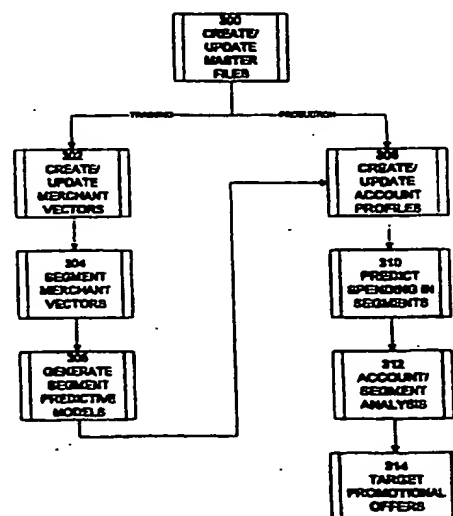 300
CREATE/
UPDATE
MASTER
FILES
TRAINING
PRODUCTION
302
CREATE/
UPDATE
MERCHANT
VECTORS
308
CREATE/
UPDATE
ACCOUNT
PROFILES
304
SEGMENT
MERCHANT
VECTORS
310
PREDICT
SPENDING IN
SEGMENTS
306
GENERATE
SEGMENT
PREDICTIVE
MODELS
312
ACCOUNT/
SEGMENT
ANALYSIS
314
TARGET
PROMOTIONAL
OFFERS